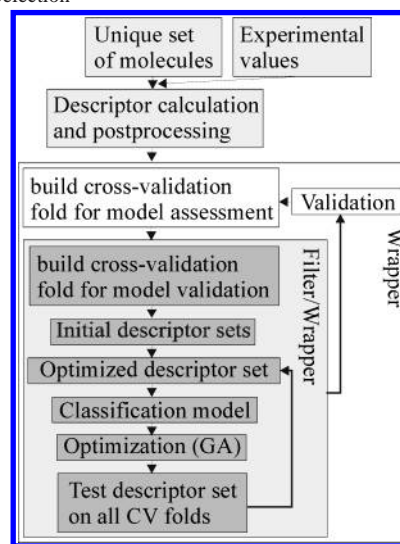 selection
Unique set
of molecules
Experimental
values
Descriptor calculation
and postprocessing
build cross-validation
fold for model assessment
Validation
Wrapper
Filter/Wrapper
build cross-validation
fold for model validation
Initial descriptor sets
Optimized descriptor set
Classification model
Optimization (GA)
Test descriptor set
on all CV folds